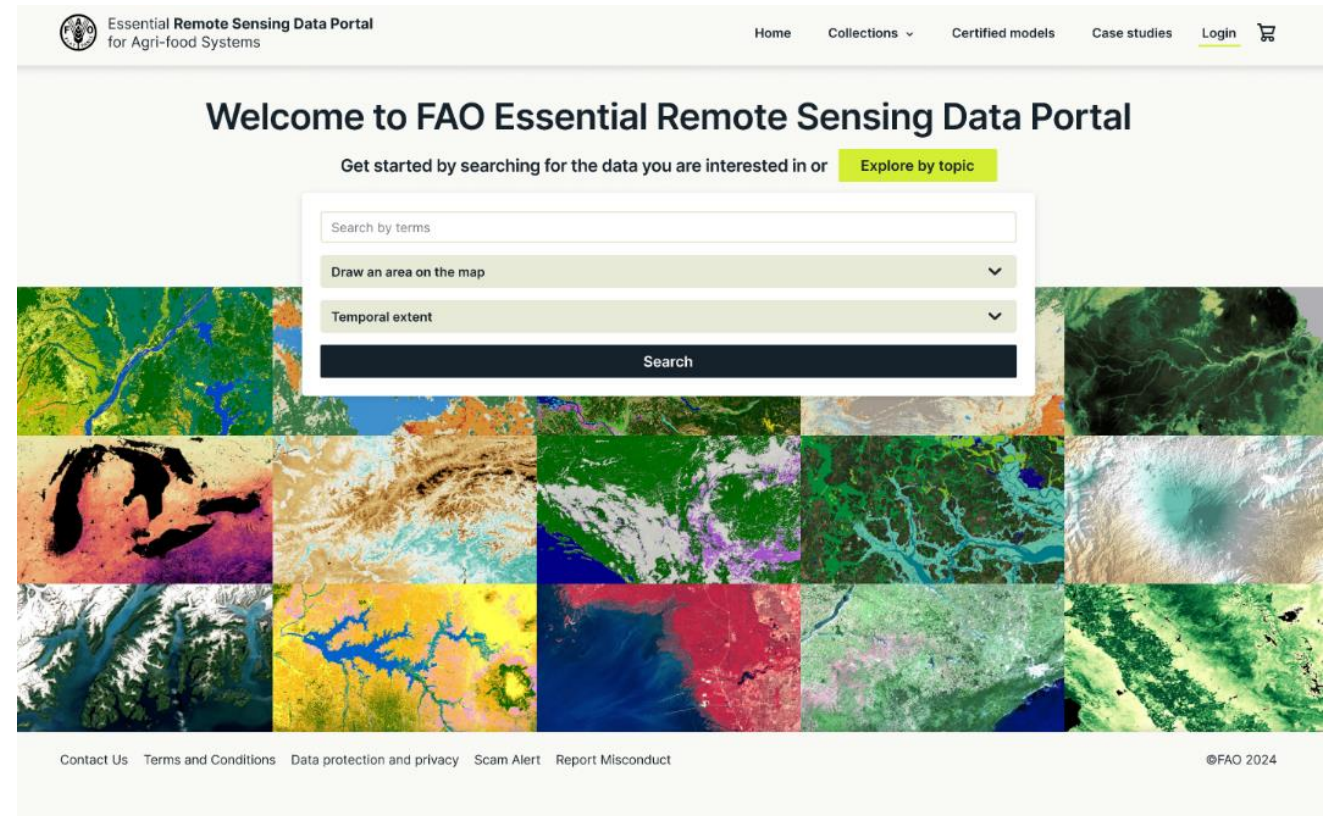 FAO
Essential Remote Sensing Data Portal
for Agri-food Systems
Home
Collections
Certified models
Case studies
Login
Welcome to FAO Essential Remote Sensing Data Portal
Get started by searching for the data you are interested in or
Explore by topic
Search by terms
Draw an area on the map
Temporal extent
Search
Contact Us Terms and Conditions Data protection and privacy Scam Alert Report Misconduct
©FAO 2024